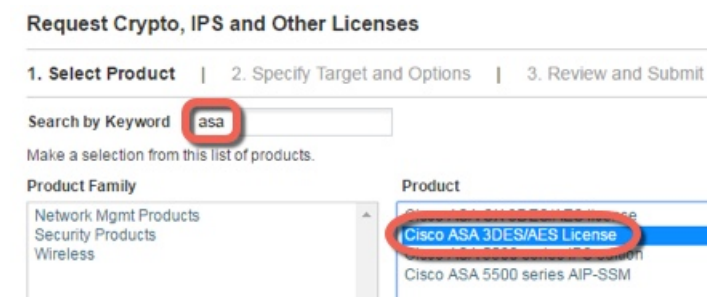 Request Crypto, IPS and Other Licenses
1. Select Product | 2. Specify Target and Options | 3. Review and Submit
Search by Keyword asa
Make a selection from this list of products.
Product Family Product
Network Mgmt Products
Security Products Cisco ASA 3DES/AES License
Wireless
Cisco ASA 5500 series AIP-SSM